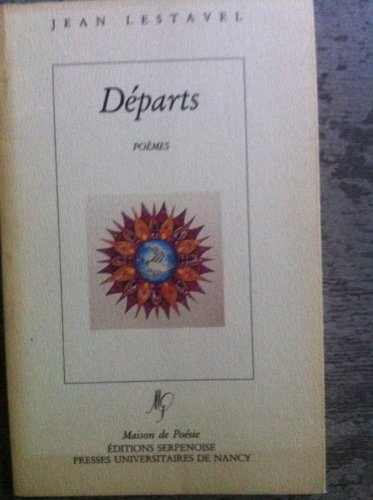 JEAN LESTAVEL
Départs
POÈMES
Maison de Poésie
ÉDITIONS SERPENOISE
PRESSES UNIVERSITAIRES DE NANCY